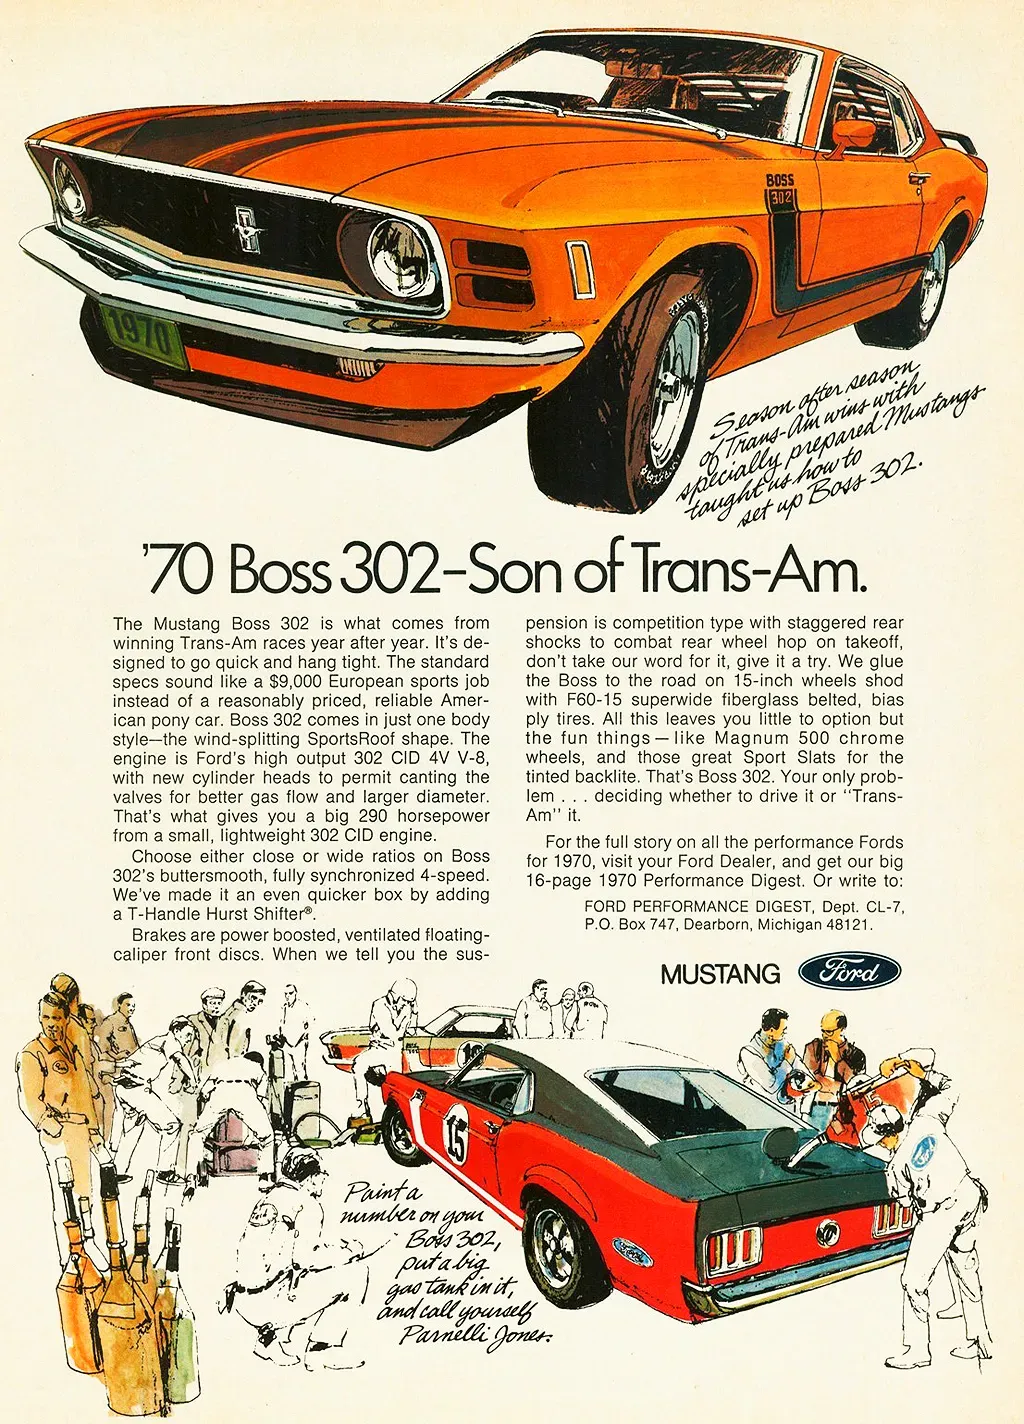 BOSS
302
1970
Season after season
of Trans-Am wins with
specially prepared Mustangs
taught us how to
set up Boss 302.
'70 Boss 302–Son of Trans-Am.
The Mustang Boss 302 is what comes from
winning Trans-Am races year after year. It's de-
signed to go quick and hang tight. The standard
specs sound like a $9,000 European sports job
instead of a reasonably priced, reliable Amer-
ican pony car. Boss 302 comes in just one body
style—the wind-splitting SportsRoof shape. The
engine is Ford's high output 302 CID 4V V-8,
with new cylinder heads to permit canting the
valves for better gas flow and larger diameter.
That's what gives you a big 290 horsepower
from a small, lightweight 302 CID engine.
Choose either close or wide ratios on Boss
302's buttersmooth, fully synchronized 4-speed.
We've made it an even quicker box by adding
a T-Handle Hurst Shifter®.
Brakes are power boosted, ventilated floating-
caliper front discs. When we tell you the sus-
pension is competition type with staggered rear
shocks to combat rear wheel hop on takeoff,
don't take our word for it, give it a try. We glue
the Boss to the road on 15-inch wheels shod
with F60-15 superwide fiberglass belted, bias
ply tires. All this leaves you little to option but
the fun things—like Magnum 500 chrome
wheels, and those great Sport Slats for the
tinted backlite. That's Boss 302. Your only prob-
lem . . . deciding whether to drive it or "Trans-
Am" it.
For the full story on all the performance Fords
for 1970, visit your Ford Dealer, and get our big
16-page 1970 Performance Digest. Or write to:
FORD PERFORMANCE DIGEST, Dept. CL-7,
P.O. Box 747, Dearborn, Michigan 48121.
MUSTANG Ford
15
Paint a
number on your
Boss 302,
put a big
gas tank in it,
and call yourself
Parnelli Jones.